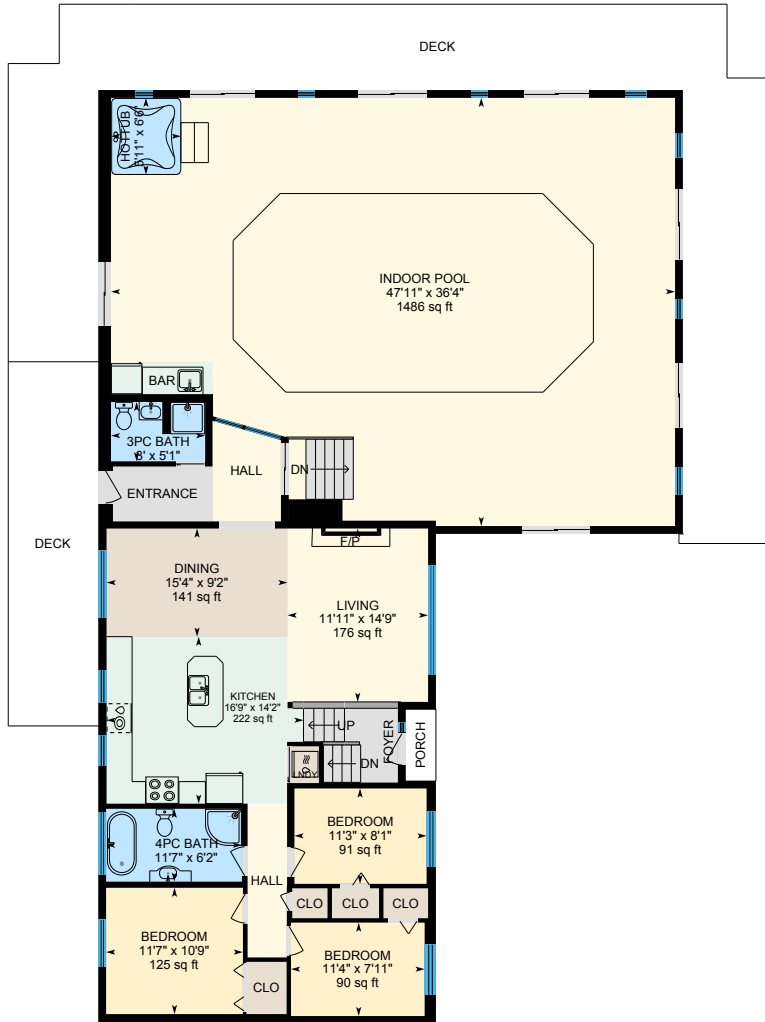 DECK
HOT TUB
5'11" x 6'6"
INDOOR POOL
47'11" x 36'4"
1486 sq ft
BAR
3PC BATH
8' x 5'1"
HALL
DN
ENTRANCE
DECK
F/P
DINING
15'4" x 9'2"
141 sq ft
LIVING
11'11" x 14'9"
176 sq ft
KITCHEN
16'9" x 14'2"
222 sq ft
UP
FOYER
PORCH
DN
LNDY
BEDROOM
11'3" x 8'1"
91 sq ft
4PC BATH
11'7" x 6'2"
HALL
CLO
CLO
CLO
BEDROOM
11'7" x 10'9"
125 sq ft
BEDROOM
11'4" x 7'11"
90 sq ft
CLO